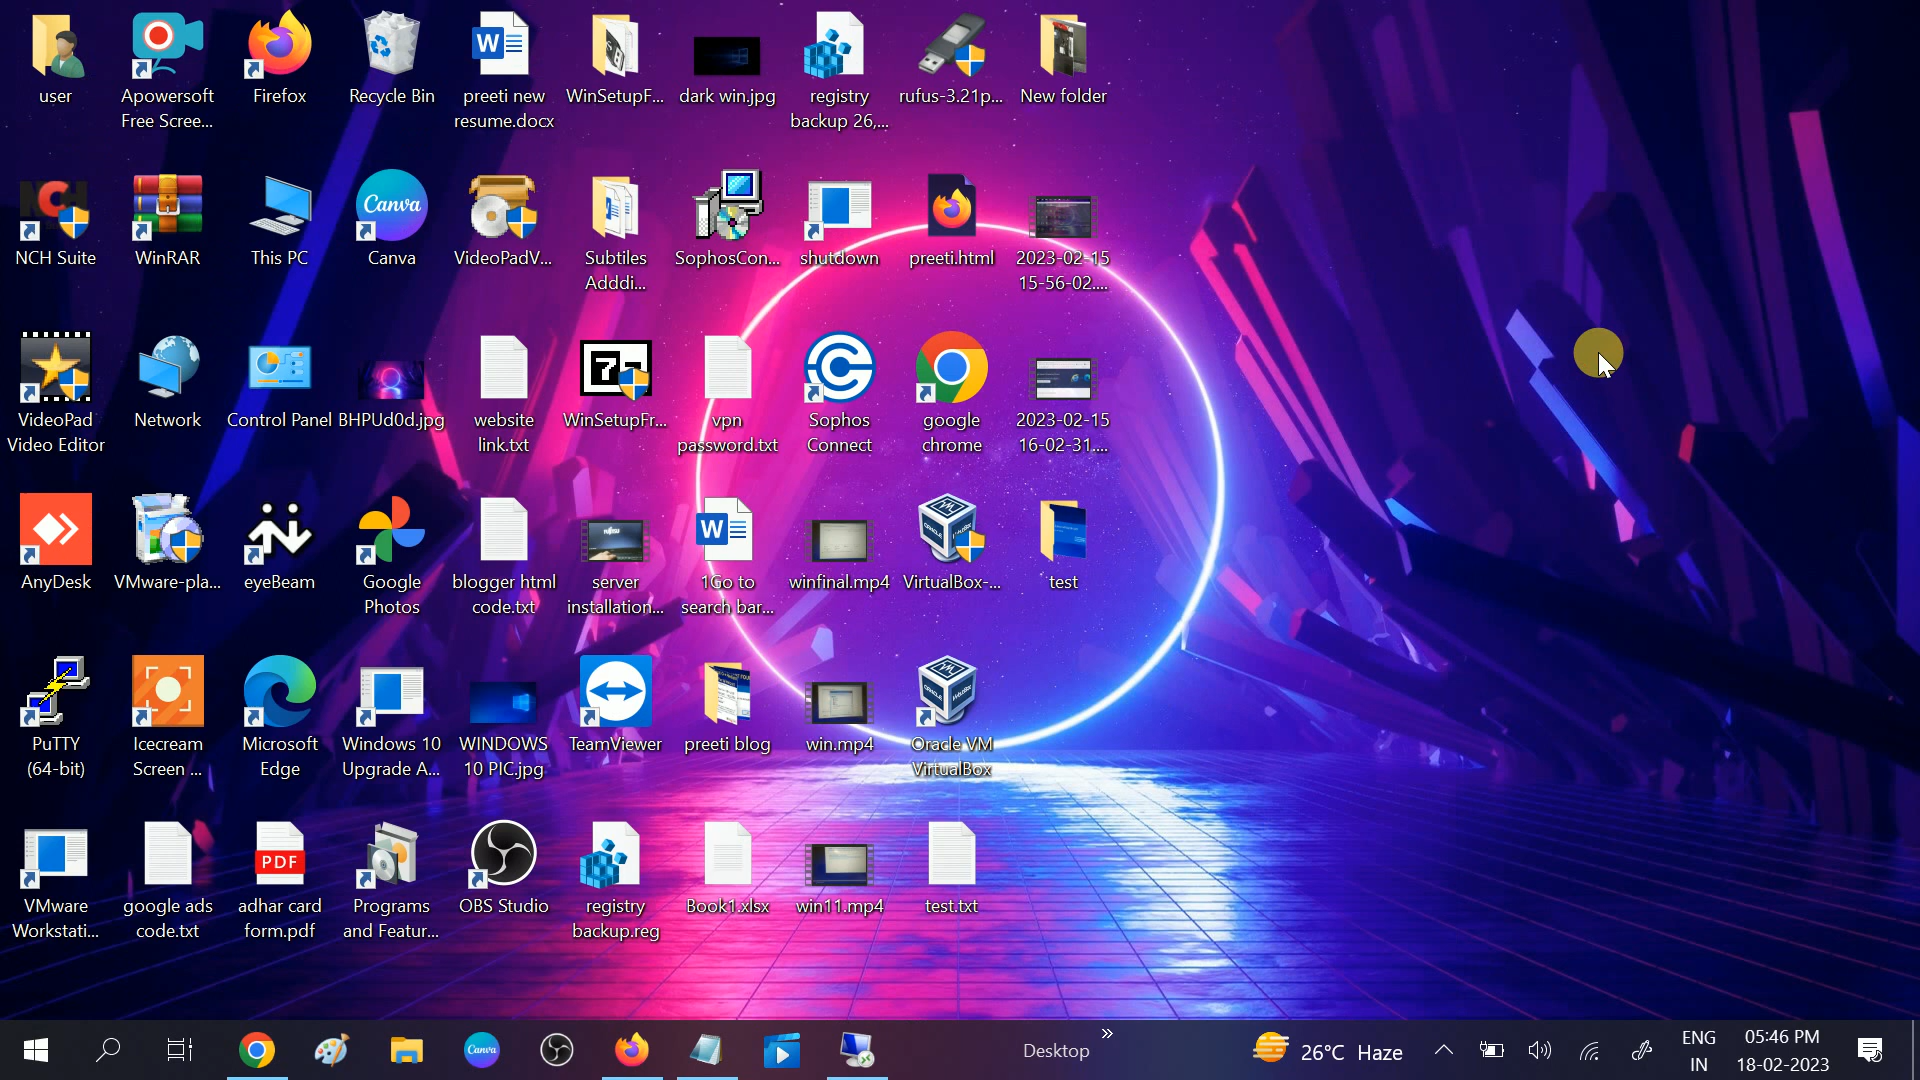 user
Apowersoft
Free Scree...
Firefox
Recycle Bin
W
preeti new
resume.docx
WinSetupF...
dark win.jpg
registry
backup 26,...
rufus-3.21p...
New folder
NCH
NCH Suite
WinRAR
This PC
Canva
Canva
VideoPadV...
Subtiles
Adddi...
SophosCon...
shutdown
preeti.html
2023-02-15
15-56-02....
VideoPad
Video Editor
Network
Control Panel
BHPUd0d.jpg
website
link.txt
WinSetupFr...
vpn
password.txt
Sophos
Connect
google
chrome
2023-02-15
16-02-31....
AnyDesk
VMware-pla...
eyeBeam
Google
Photos
blogger html
code.txt
FUJITSU
server
installation...
W
1Go to
search bar...
winfinal.mp4
VirtualBox-...
test
PuTTY
(64-bit)
Icecream
Screen ...
Microsoft
Edge
Windows 10
Upgrade A...
WINDOWS
10 PIC.jpg
TeamViewer
preeti blog
win.mp4
Oracle VM
VirtualBox
VMware
Workstati...
google ads
code.txt
PDF
adhar card
form.pdf
Programs
and Featur...
OBS Studio
registry
backup.reg
Book1.xlsx
win11.mp4
test.txt
Canva
Desktop
26°C Haze
ENG
IN
05:46 PM
18-02-2023